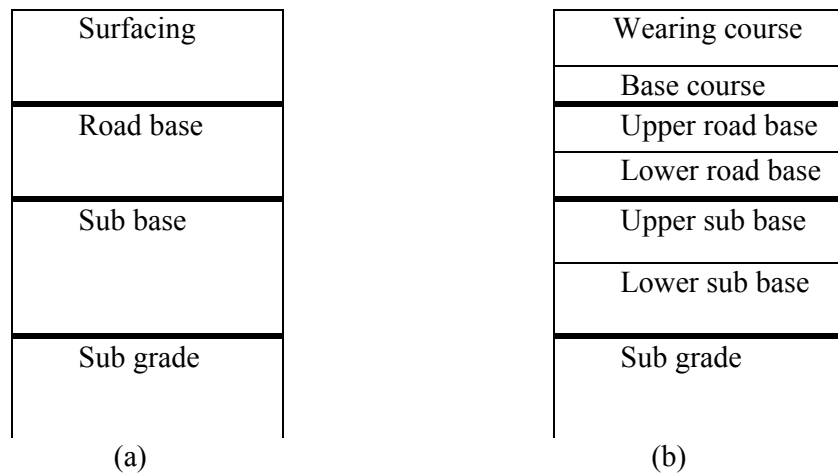 Surfacing
Road base
Sub base
Sub grade
(a)
Wearing course
Base course
Upper road base
Lower road base
Upper sub base
Lower sub base
Sub grade
(b)